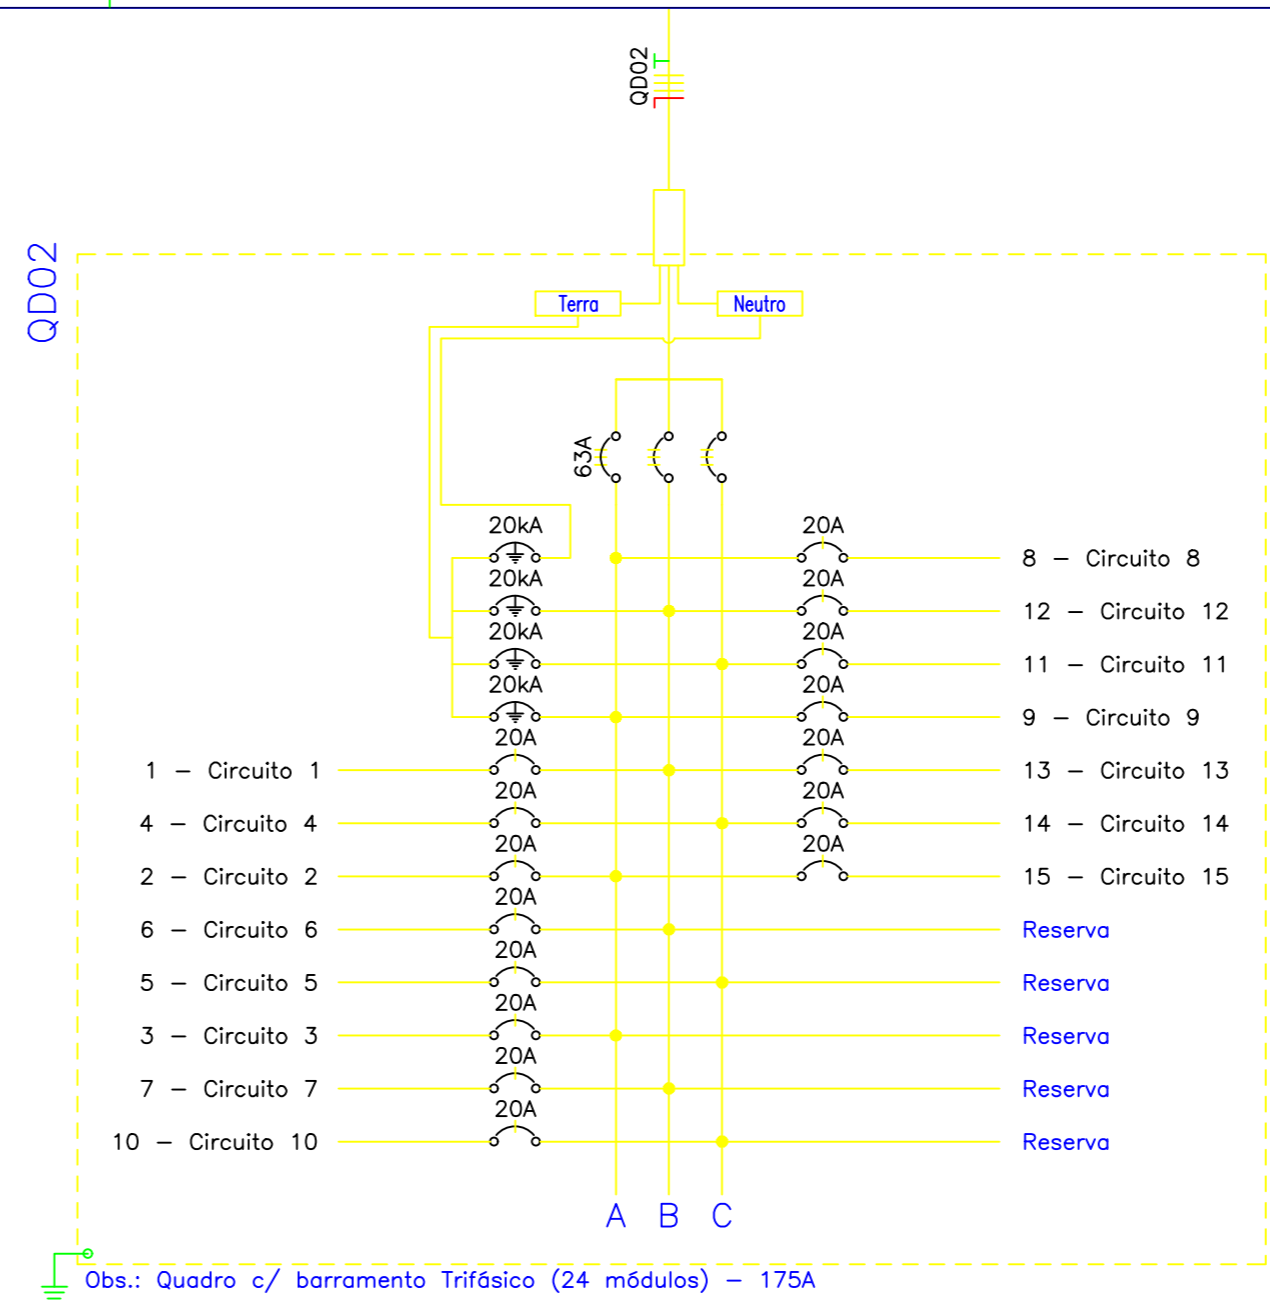 QD02
QD02
Terra
Neutro
63A
20kA
20A
8 – Circuito 8
20kA
20A
12 – Circuito 12
20kA
20A
11 – Circuito 11
20kA
20A
9 – Circuito 9
20A
20A
1 – Circuito 1
13 – Circuito 13
20A
20A
4 – Circuito 4
14 – Circuito 14
20A
20A
2 – Circuito 2
15 – Circuito 15
20A
6 – Circuito 6
Reserva
20A
5 – Circuito 5
Reserva
20A
3 – Circuito 3
Reserva
20A
7 – Circuito 7
Reserva
20A
10 – Circuito 10
Reserva
A B C
Obs.: Quadro c/ barramento Trifásico (24 módulos) – 175A